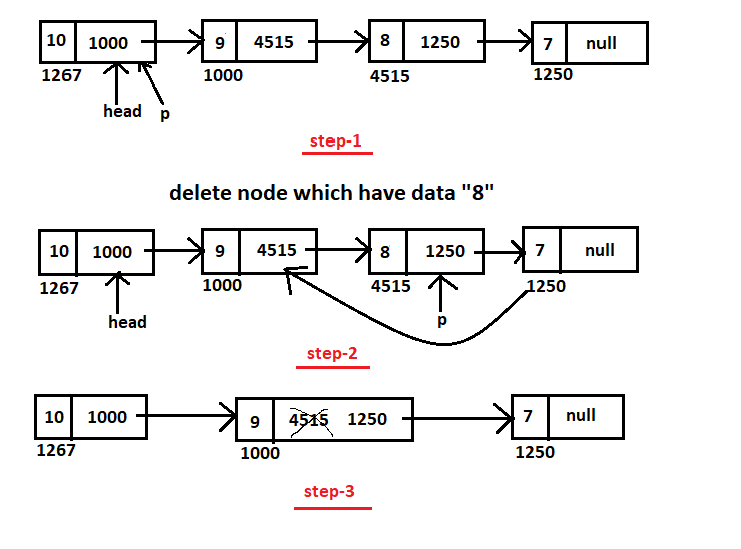 10 1000 9 4515 8 1250 7 null
1267 1000 4515 1250
head p
step-1
delete node which have data "8"
10 1000 9 4515 8 1250 7 null
1267 1000 4515 1250
head p
step-2
10 1000 9 4515 1250 7 null
1267 1000 1250
step-3